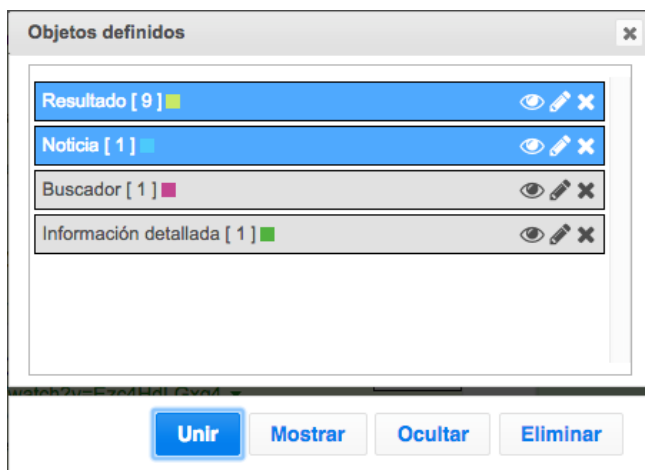 Objetos definidos
Resultado [ 9 ]
Noticia [ 1 ]
Buscador [ 1 ]
Información detallada [ 1 ]
Unir Mostrar Ocultar Eliminar